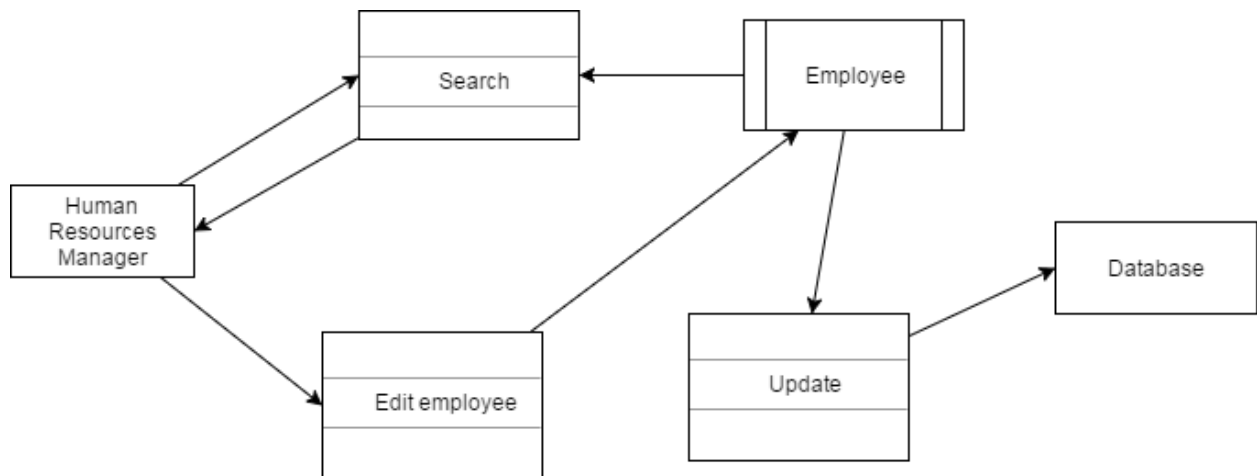 Search
Employee
Human
Resources
Manager
Database
Edit employee
Update